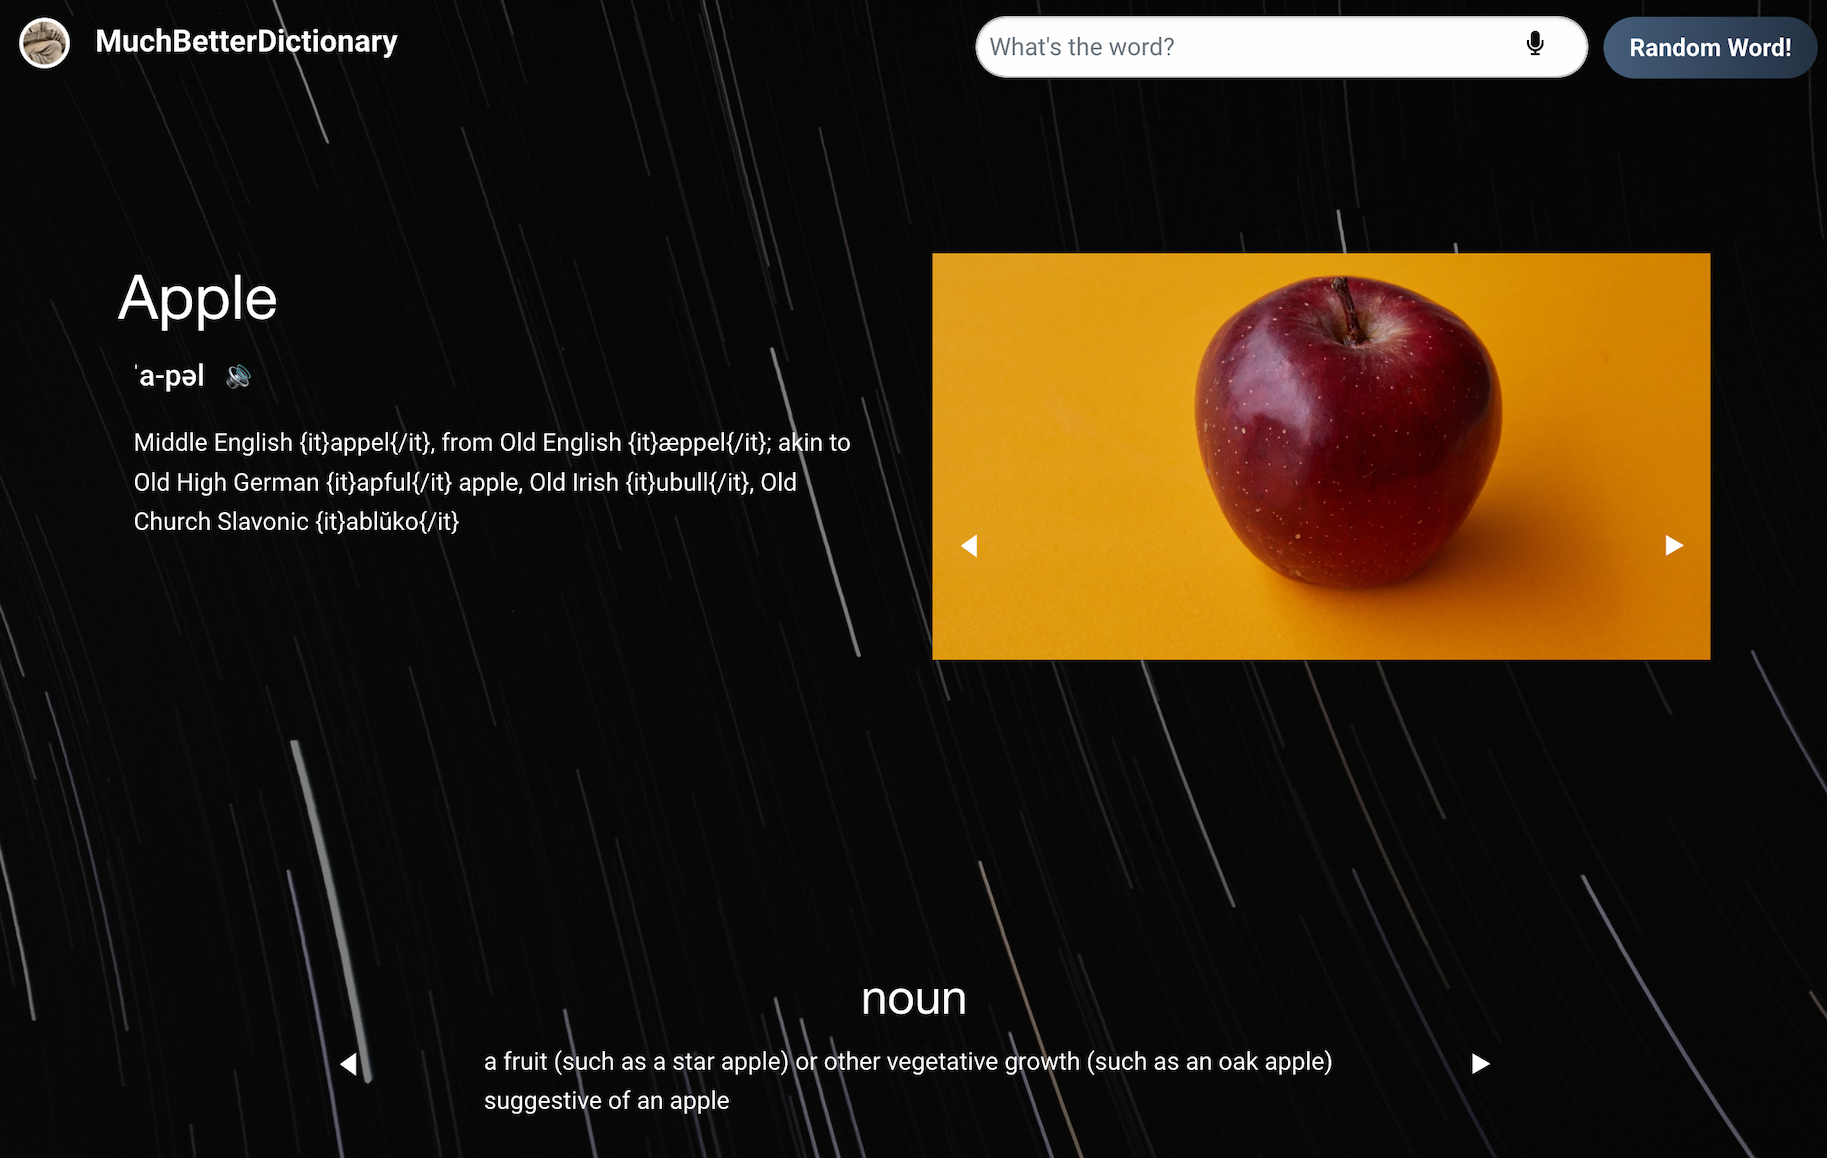 MuchBetterDictionary
What's the word?
Random Word!
Apple
ˈa-pəl
Middle English {it}appel{/it}, from Old English {it}æppel{/it}; akin to
Old High German {it}apful{/it} apple, Old Irish {it}ubull{/it}, Old
Church Slavonic {it}ablŭko{/it}
noun
a fruit (such as a star apple) or other vegetative growth (such as an oak apple)
suggestive of an apple